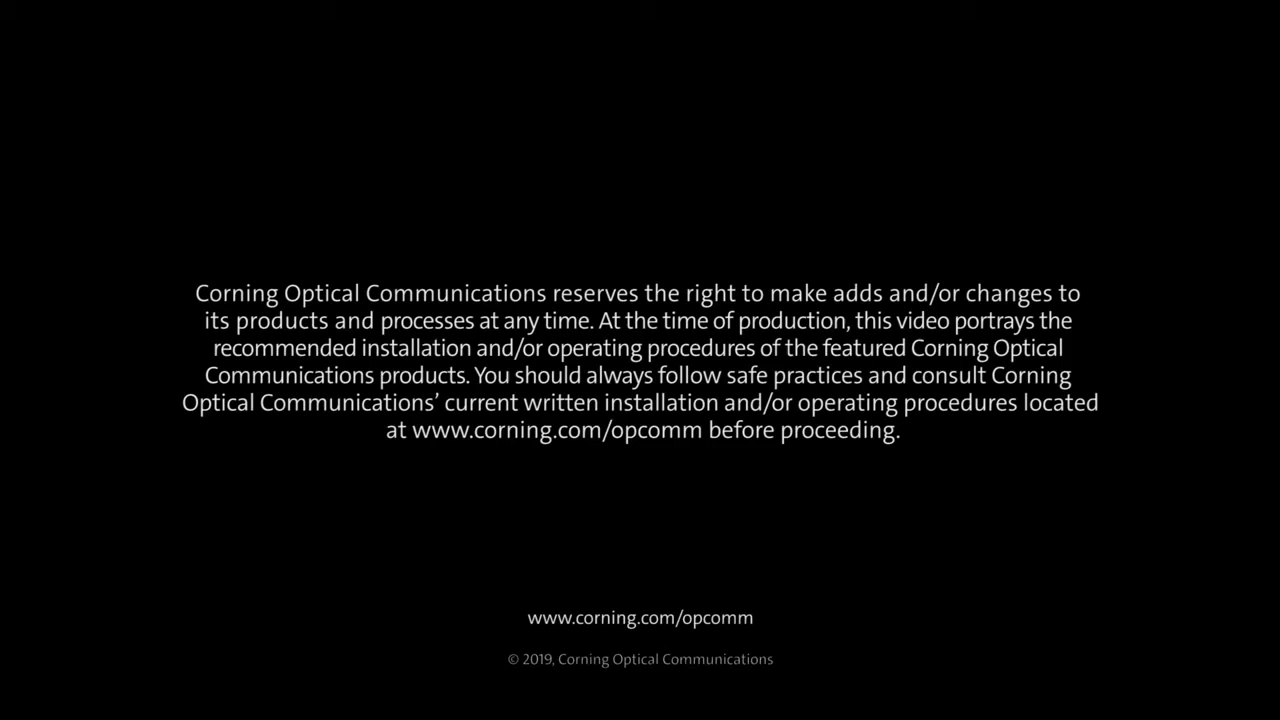 Corning Optical Communications reserves the right to make adds and/or changes to
its products and processes at any time. At the time of production, this video portrays the
recommended installation and/or operating procedures of the featured Corning Optical
Communications products. You should always follow safe practices and consult Corning
Optical Communications’ current written installation and/or operating procedures located
at www.corning.com/opcomm before proceeding.
www.corning.com/opcomm
© 2019, Corning Optical Communications